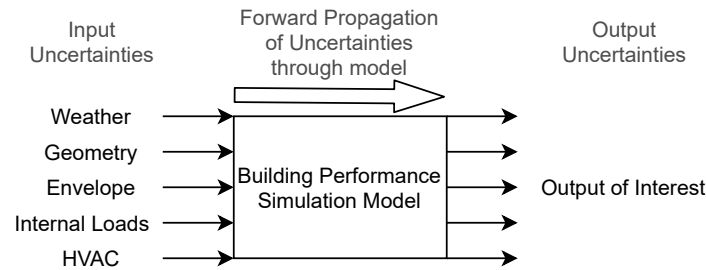 Input
Uncertainties
Forward Propagation
of Uncertainties
through model
Output
Uncertainties
Weather
Geometry
Envelope
Internal Loads
HVAC
Building Performance
Simulation Model
Output of Interest